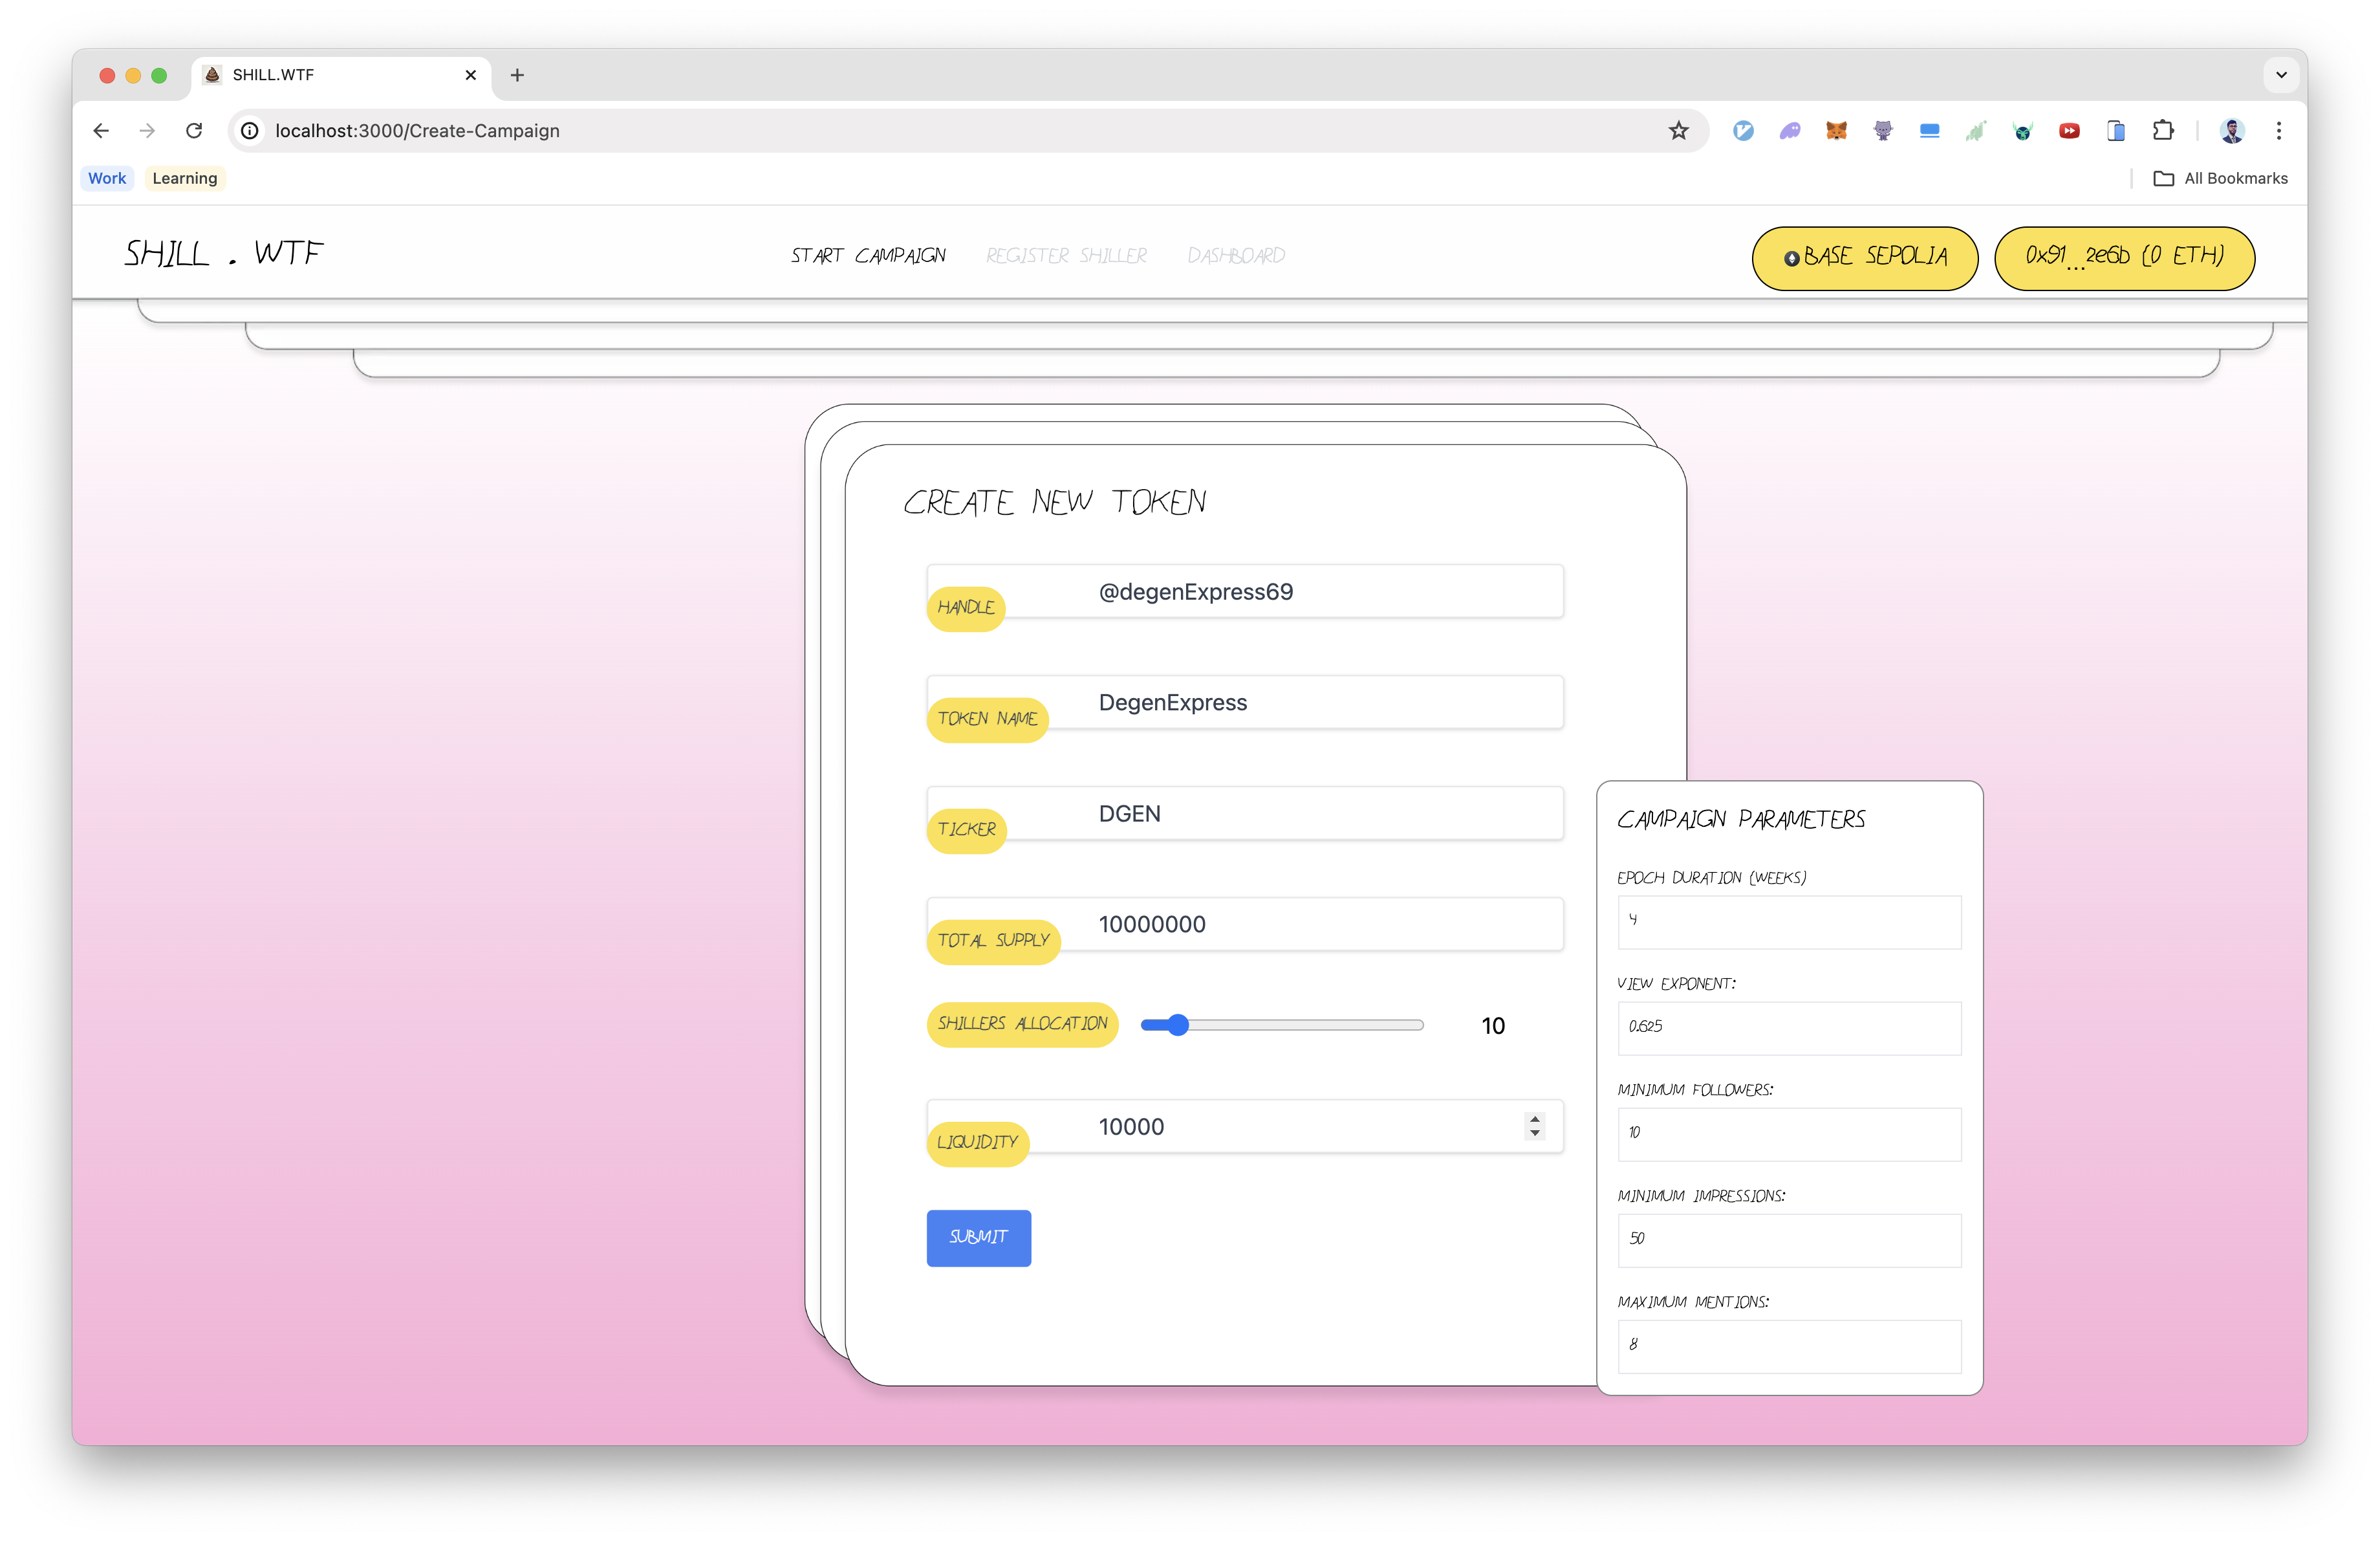 SHILL.WTF
localhost:3000/Create-Campaign
Work Learning
All Bookmarks
SHILL . WTF
START CAMPAIGN REGISTER SHILLER DASHBOARD
BASE SEPOLIA
0x91...2e6b (0 ETH)
CREATE NEW TOKEN
HANDLE @degenExpress69
TOKEN NAME DegenExpress
TICKER DGEN
TOTAL SUPPLY 10000000
SHILLERS ALLOCATION 10
LIQUIDITY 10000
SUBMIT
CAMPAIGN PARAMETERS
EPOCH DURATION (WEEKS)
4
VIEW EXPONENT:
0.625
MINIMUM FOLLOWERS:
10
MINIMUM IMPRESSIONS:
50
MAXIMUM MENTIONS:
8